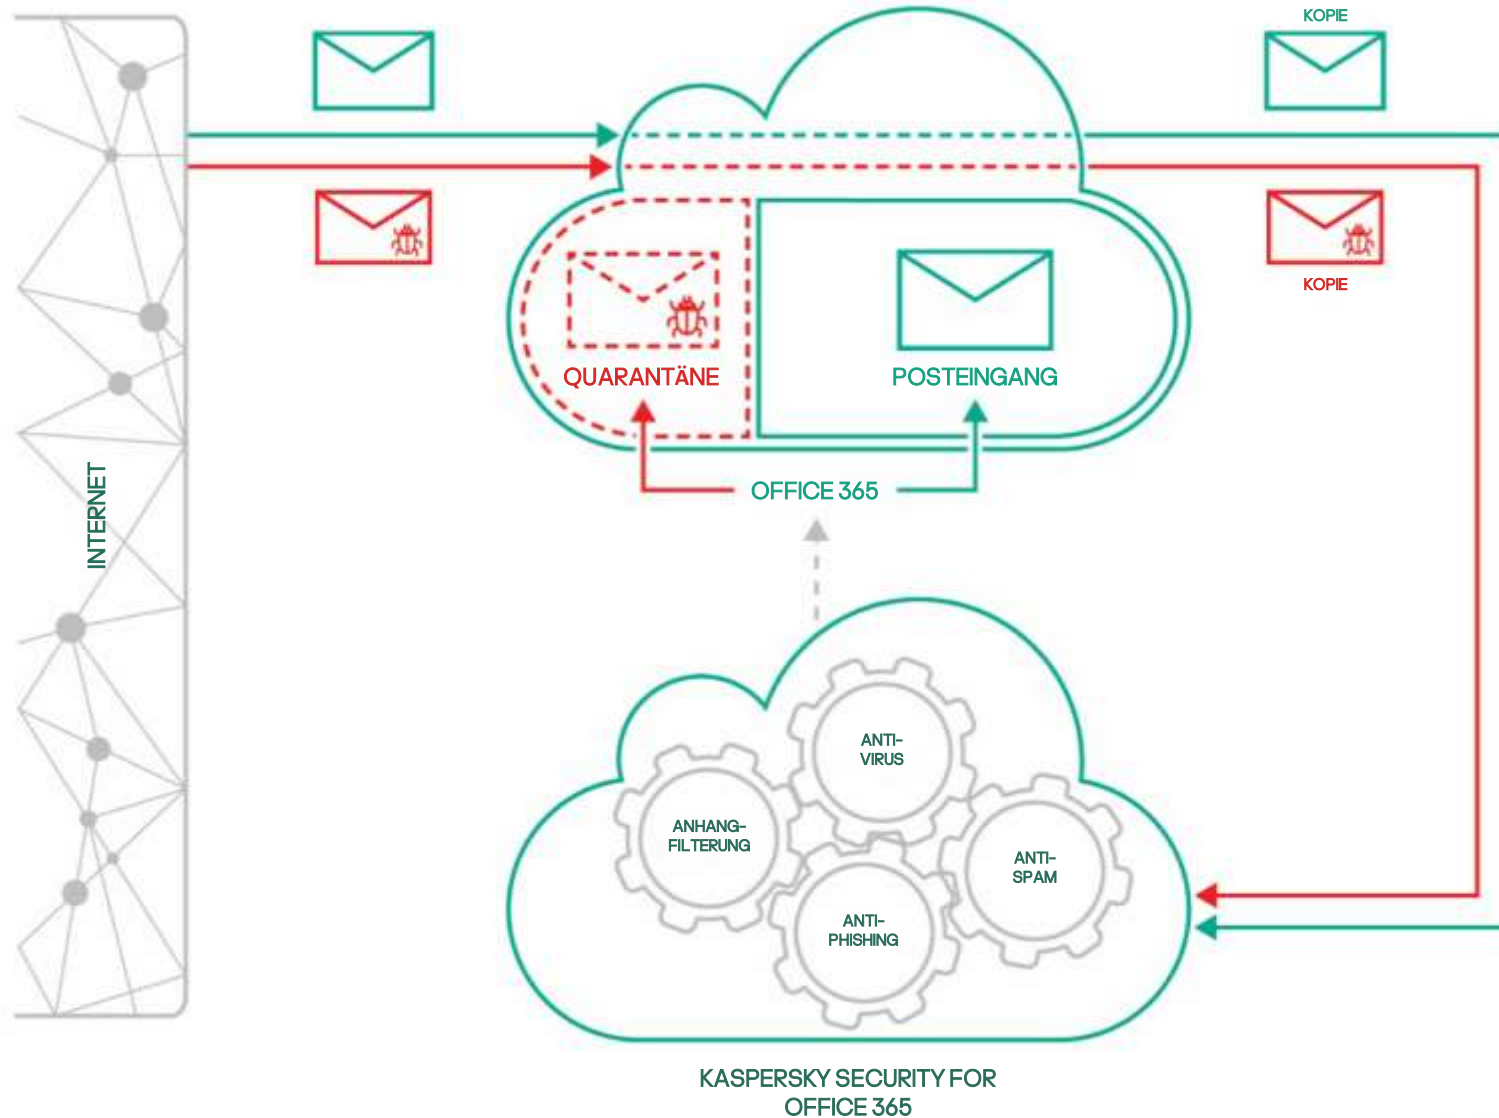 KOPIE
KOPIE
QUARANTÄNE
POSTEINGANG
INTERNET
OFFICE 365
ANTI-
VIRUS
ANHANG-
FILTERUNG
ANTI-
SPAM
ANTI-
PHISHING
KASPERSKY SECURITY FOR
OFFICE 365